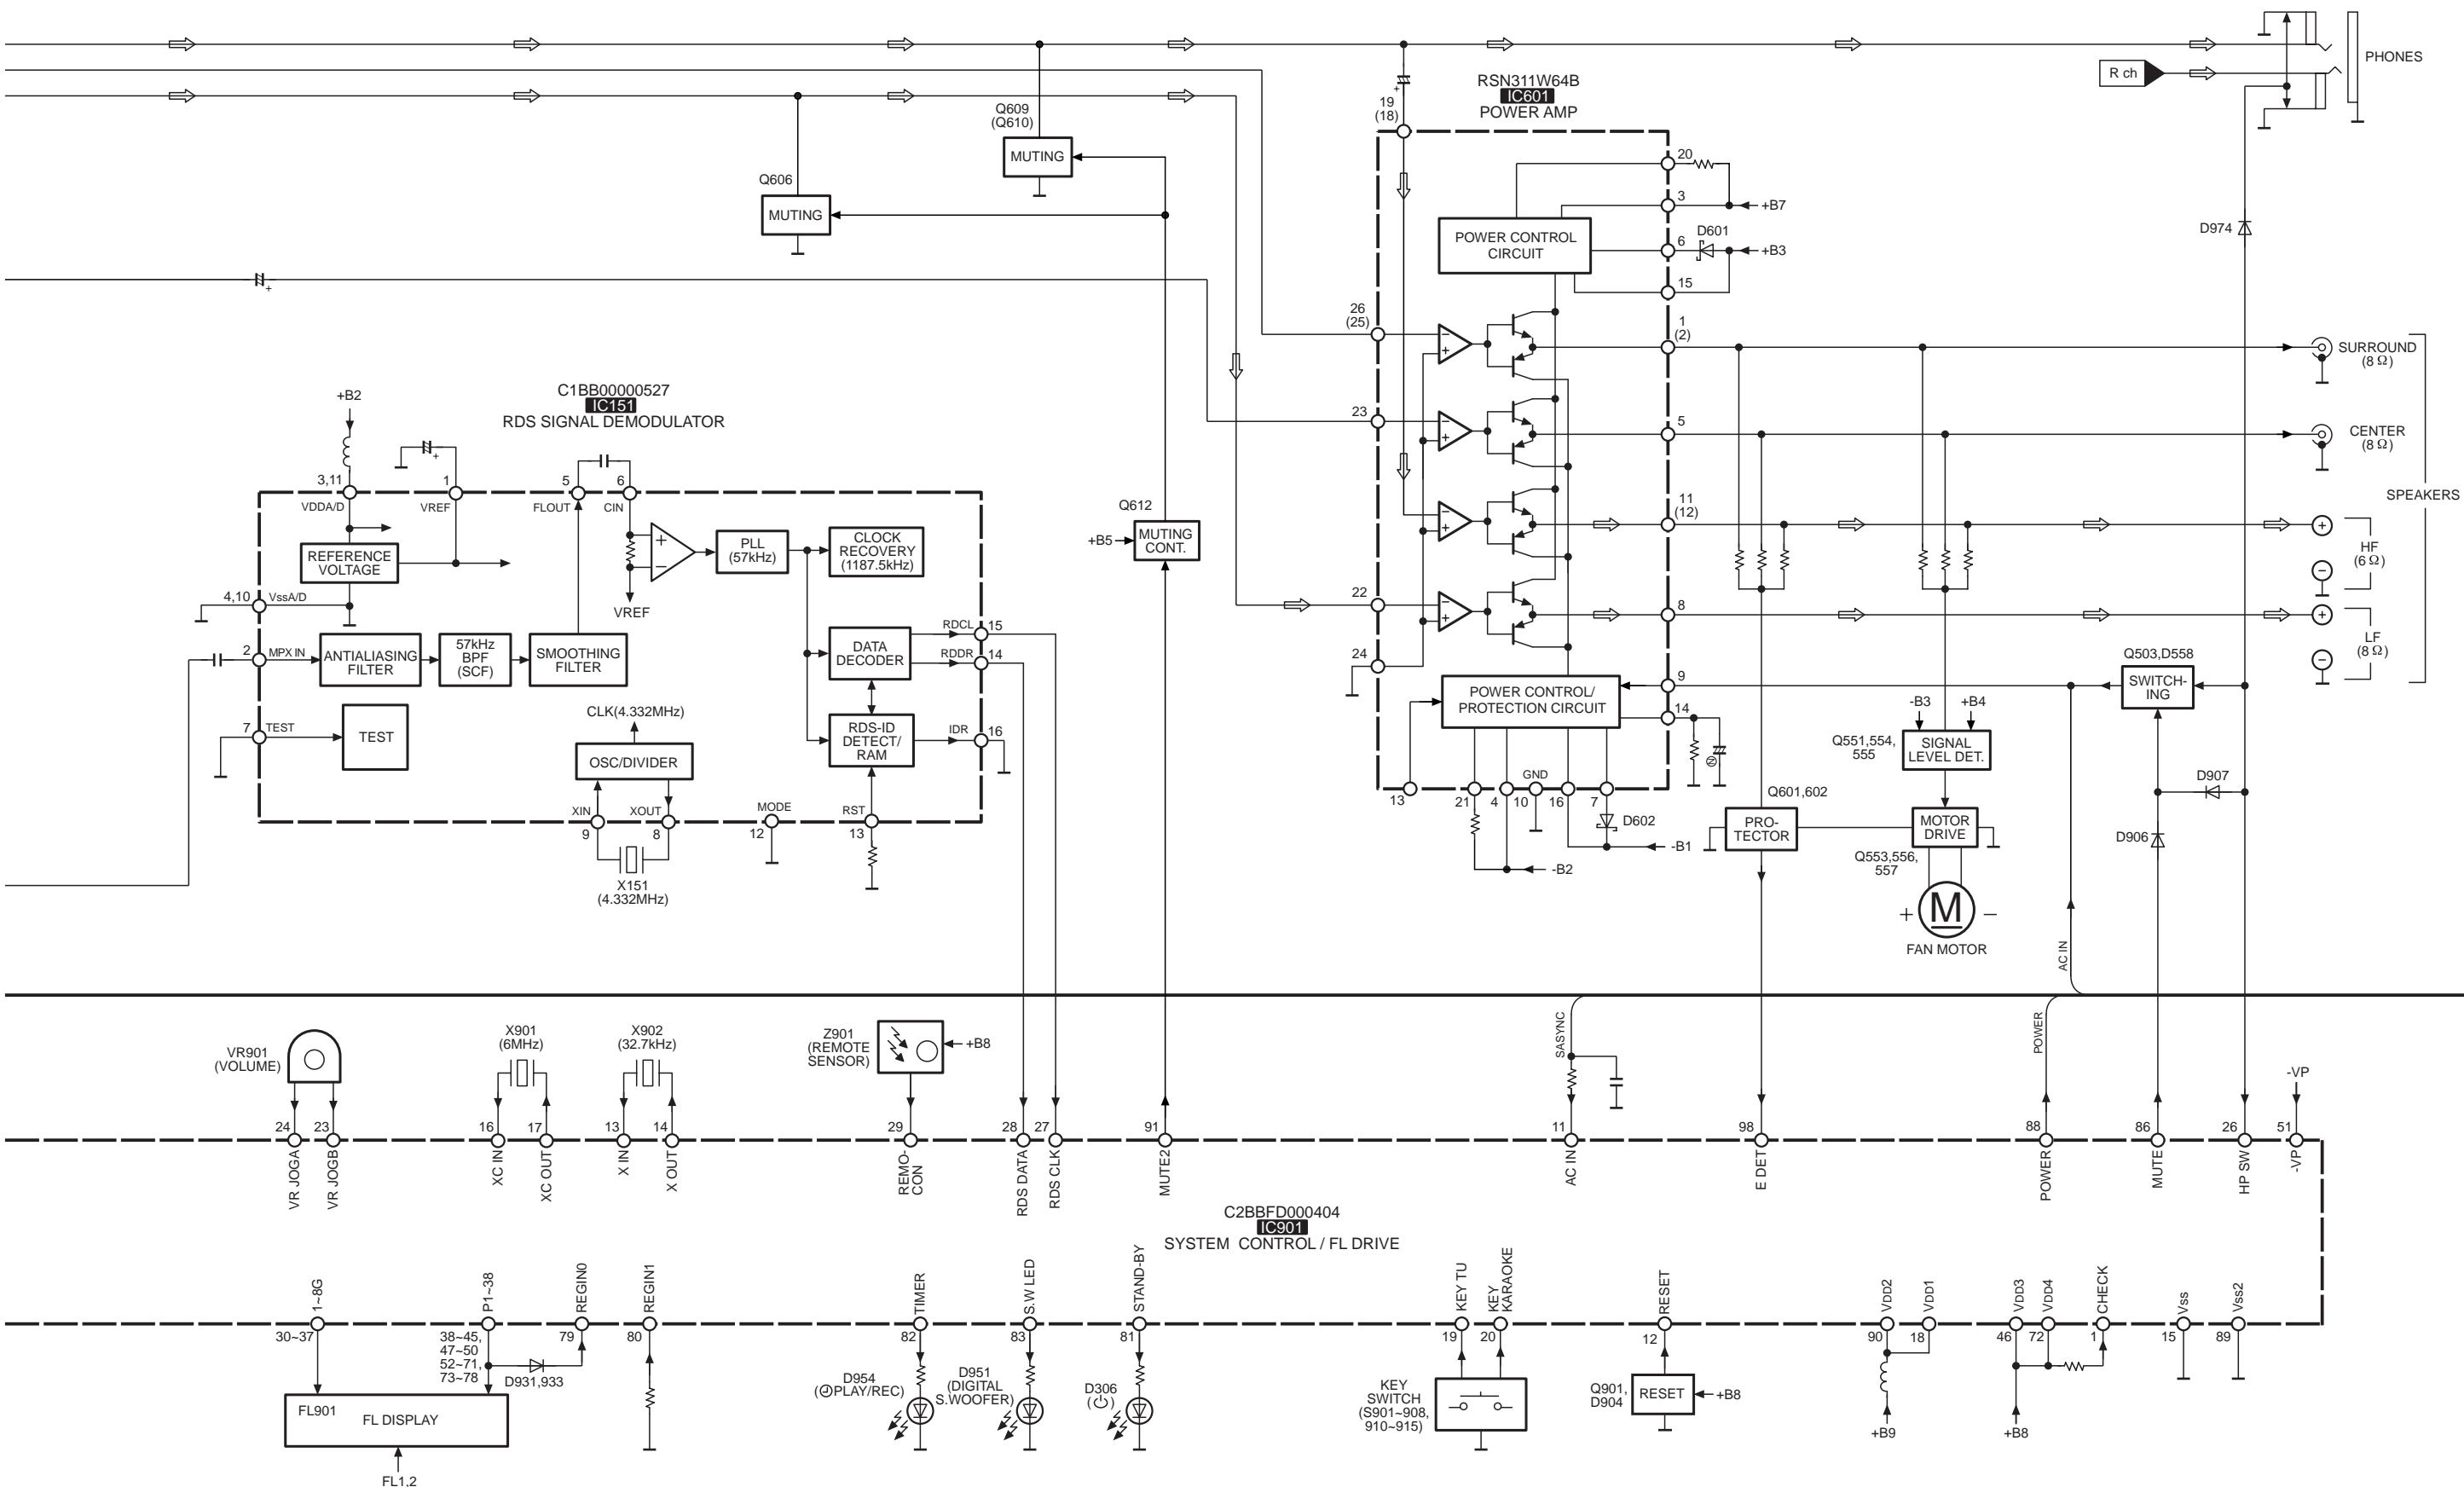 PHONES
R ch
RSN311W64B
IC601
POWER AMP
19
(18)
+
Q609
(Q610)
MUTING
Q606
MUTING
20
3
+B7
POWER CONTROL
CIRCUIT
6
D601
+B3
15
D974
+
26
(25)
1
(2)
SURROUND
(8 Ω)
23
5
CENTER
(8 Ω)
11
(12)
SPEAKERS
+
−
HF
(6 Ω)
22
8
+
−
LF
(8 Ω)
24
−
+
−
+
−
+
−
+
C1BB00000527
IC151
RDS SIGNAL DEMODULATOR
+B2
+
3,11
1
5
6
VDDA/D
VREF
FLOUT
CIN
REFERENCE
VOLTAGE
+
−
VREF
PLL
(57kHz)
CLOCK
RECOVERY
(1187.5kHz)
4,10
VssA/D
2
MPX IN
ANTIALIASING
FILTER
57kHz
BPF
(SCF)
SMOOTHING
FILTER
DATA
DECODER
RDCL
15
RDDR
14
7
TEST
TEST
CLK(4.332MHz)
OSC/DIVIDER
RDS-ID
DETECT/
RAM
IDR
16
XIN
XOUT
MODE
RST
9
8
12
13
X151
(4.332MHz)
Q612
+B5
MUTING
CONT.
POWER CONTROL/
PROTECTION CIRCUIT
9
14
N
GND
13
21
4
10
16
7
D602
-B1
-B2
Q503,D558
SWITCH-
ING
-B3
+B4
Q551,554,
555
SIGNAL
LEVEL DET.
D907
D906
Q601,602
PRO-
TECTOR
MOTOR
DRIVE
Q553,556,
557
+
M
−
FAN MOTOR
AC IN
VR901
(VOLUME)
X901
(6MHz)
X902
(32.7kHz)
Z901
(REMOTE
SENSOR)
+B8
SASYNC
POWER
-VP
24
23
16
17
13
14
29
28
27
91
11
98
88
86
26
51
VR JOGA
VR JOGB
XC IN
XC OUT
X IN
X OUT
REMO-
CON
RDS DATA
RDS CLK
MUTE2
AC IN
E DET
POWER
MUTE
HP SW
-VP
C2BBFD000404
IC901
SYSTEM CONTROL / FL DRIVE
1~8G
P1~38
REGIN0
REGIN1
TIMER
S.W LED
STAND-BY
KEY TU
KEY
KARAOKE
RESET
VDD2
VDD1
VDD3
VDD4
CHECK
Vss
Vss2
30~37
38~45,
47~50
52~71,
73~78
79
80
82
83
81
19
20
12
90
18
46
72
1
15
89
D931,933
FL901
FL DISPLAY
FL1,2
D954
(PLAY/REC)
D951
(DIGITAL
S.WOOFER)
D306
(⏻)
KEY
SWITCH
(S901~908,
910~915)
Q901,
D904
RESET
+B8
+B9
+B8